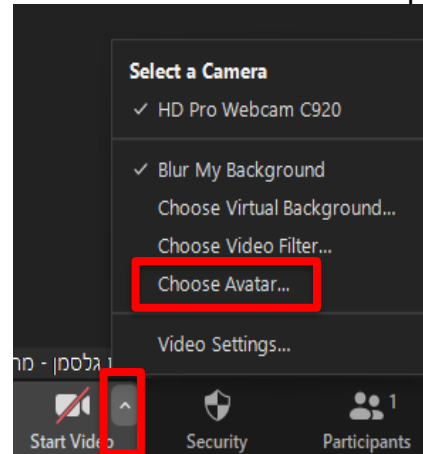 Select a Camera
✓ HD Pro Webcam C920
✓ Blur My Background
Choose Virtual Background...
Choose Video Filter...
Choose Avatar...
Video Settings...
גלסמן - מר
1
Start Video
Security
Participants